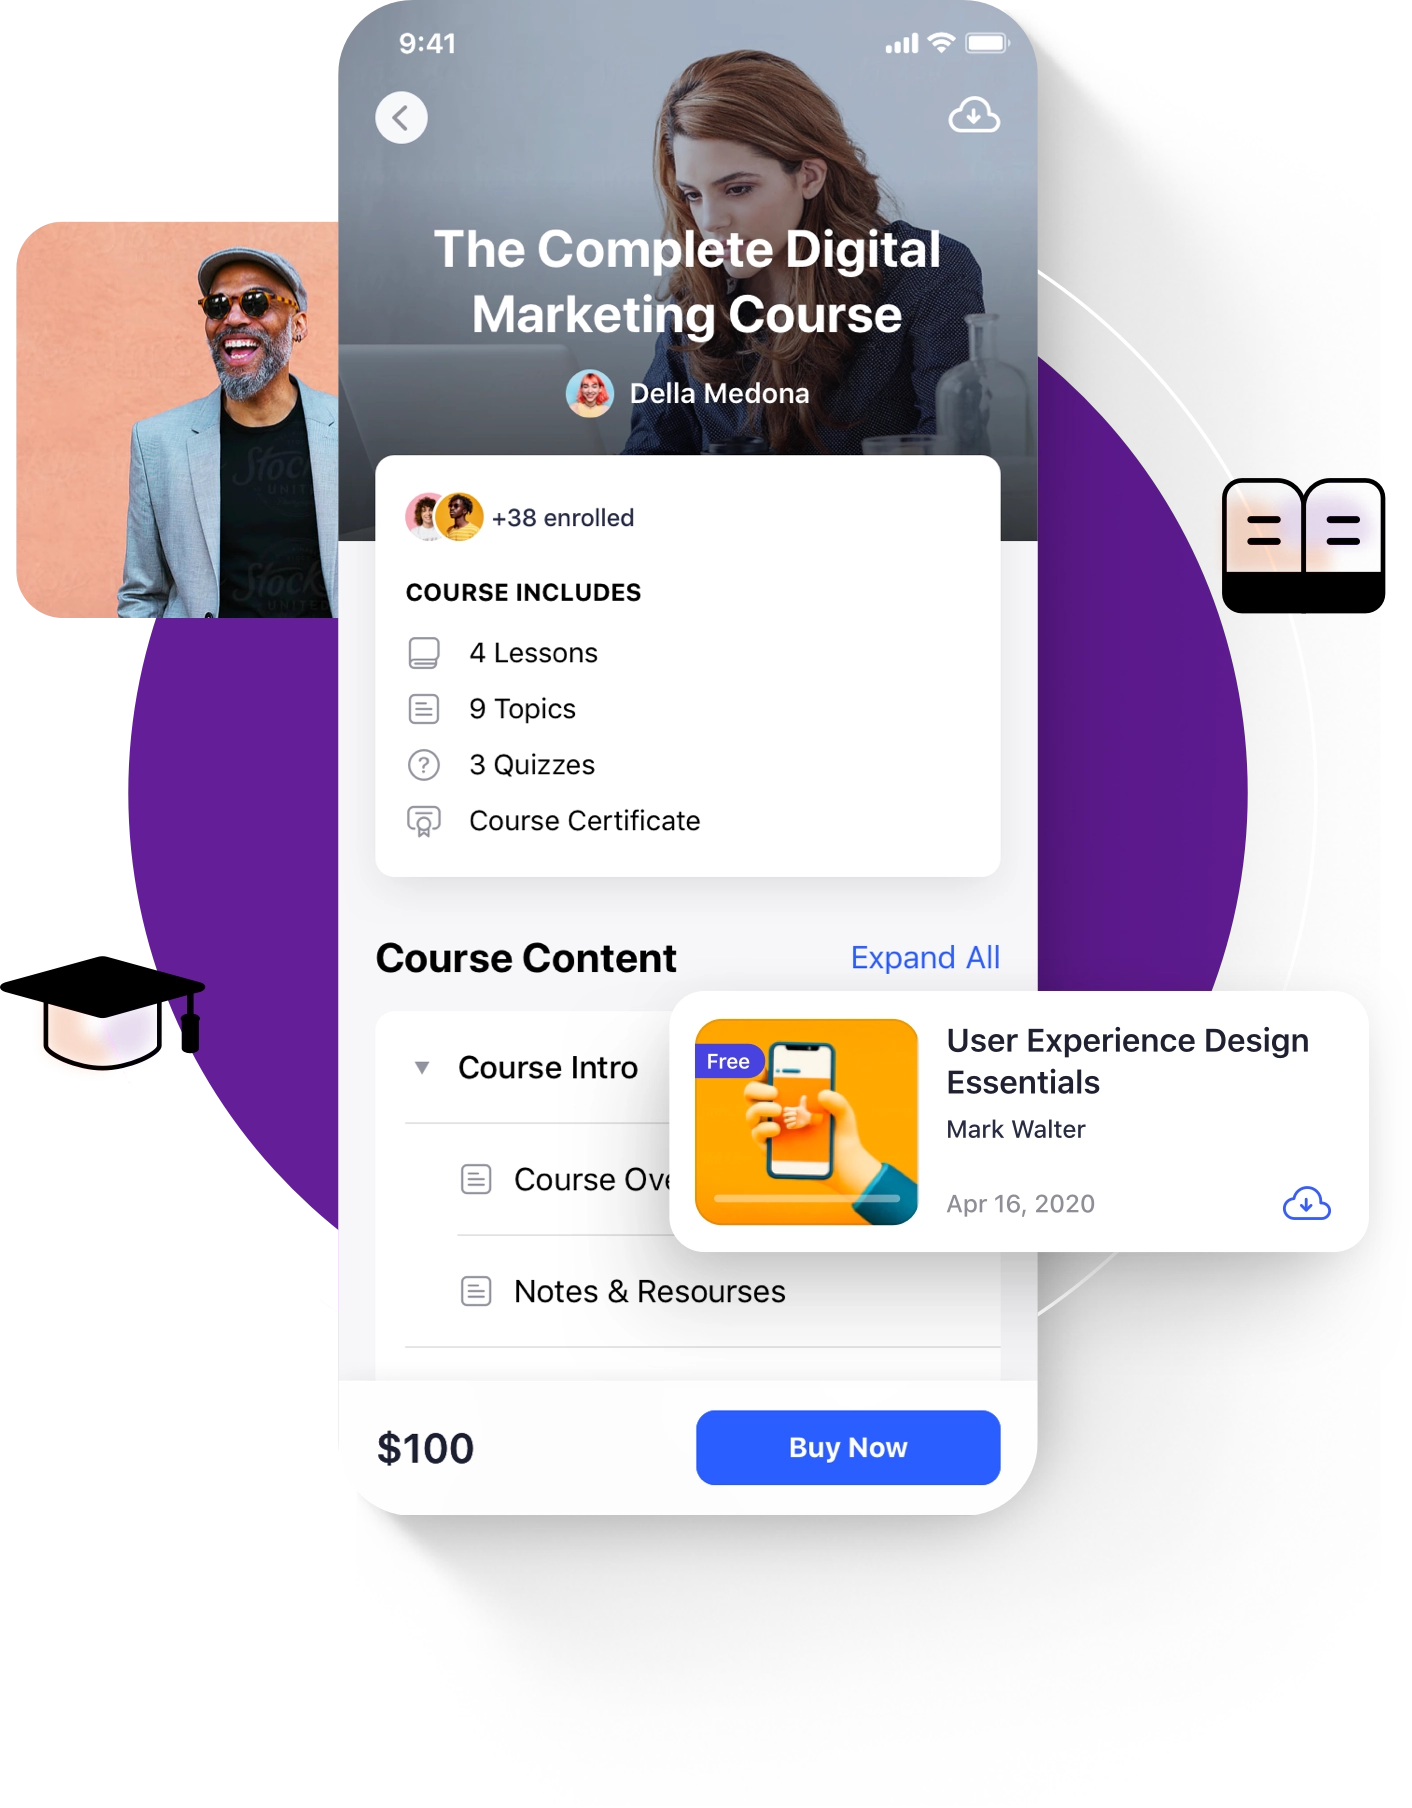 9:41
The Complete Digital
Marketing Course
Della Medona
+38 enrolled
COURSE INCLUDES
4 Lessons
9 Topics
3 Quizzes
Course Certificate
Course Content
Expand All
Course Intro
Course Ove
Notes & Resourses
Free
User Experience Design
Essentials
Mark Walter
Apr 16, 2020
$100
Buy Now